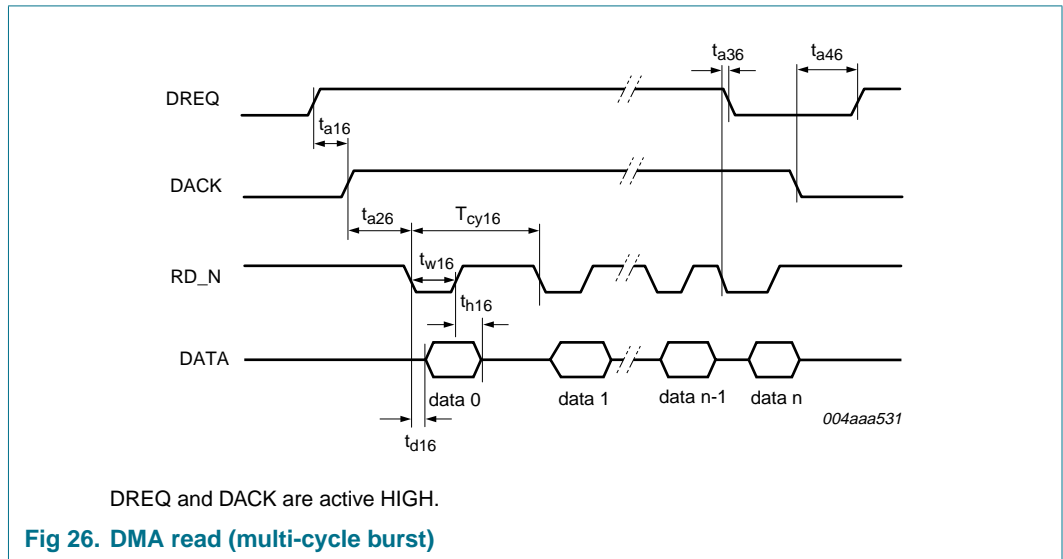 ta36
ta46
DREQ
ta16
DACK
ta26
Tcy16
RD_N
tw16
th16
DATA
data 0
data 1
data n-1
data n
004aaa531
td16
DREQ and DACK are active HIGH.
Fig 26. DMA read (multi-cycle burst)